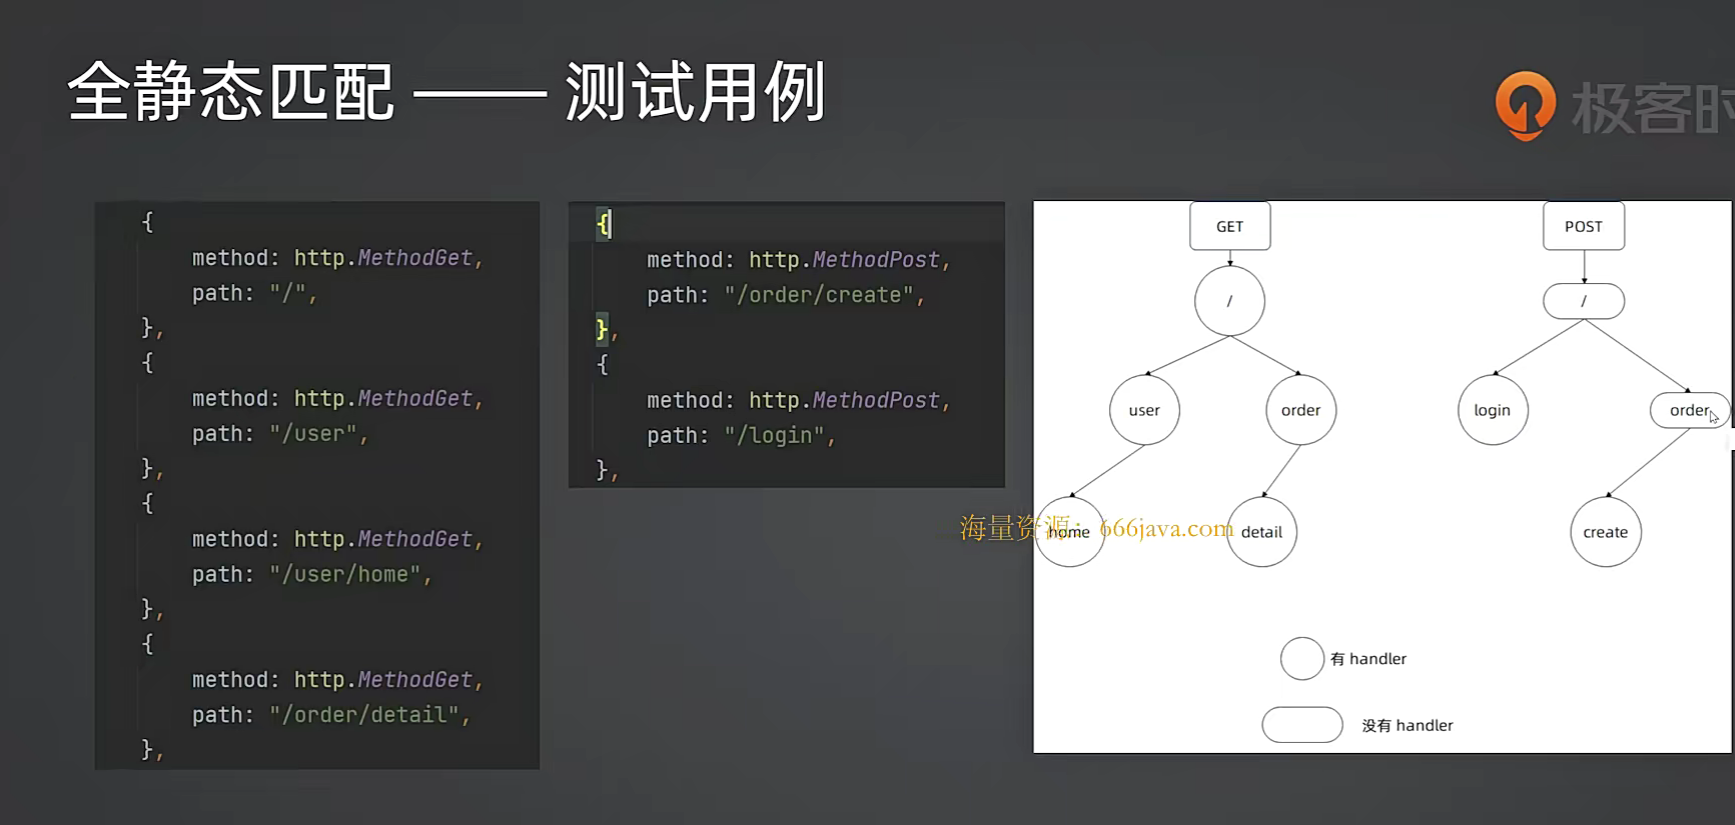 全静态匹配 —— 测试用例
极客时
{
method: http.MethodGet,
path: "/",
},
{
method: http.MethodGet,
path: "/user",
},
{
method: http.MethodGet,
path: "/user/home",
},
{
method: http.MethodGet,
path: "/order/detail",
},
{
method: http.MethodPost,
path: "/order/create",
},
{
method: http.MethodPost,
path: "/login",
},
GET
POST
/
/
user
order
login
order
home
detail
create
有 handler
没有 handler
海量资源：666java.com